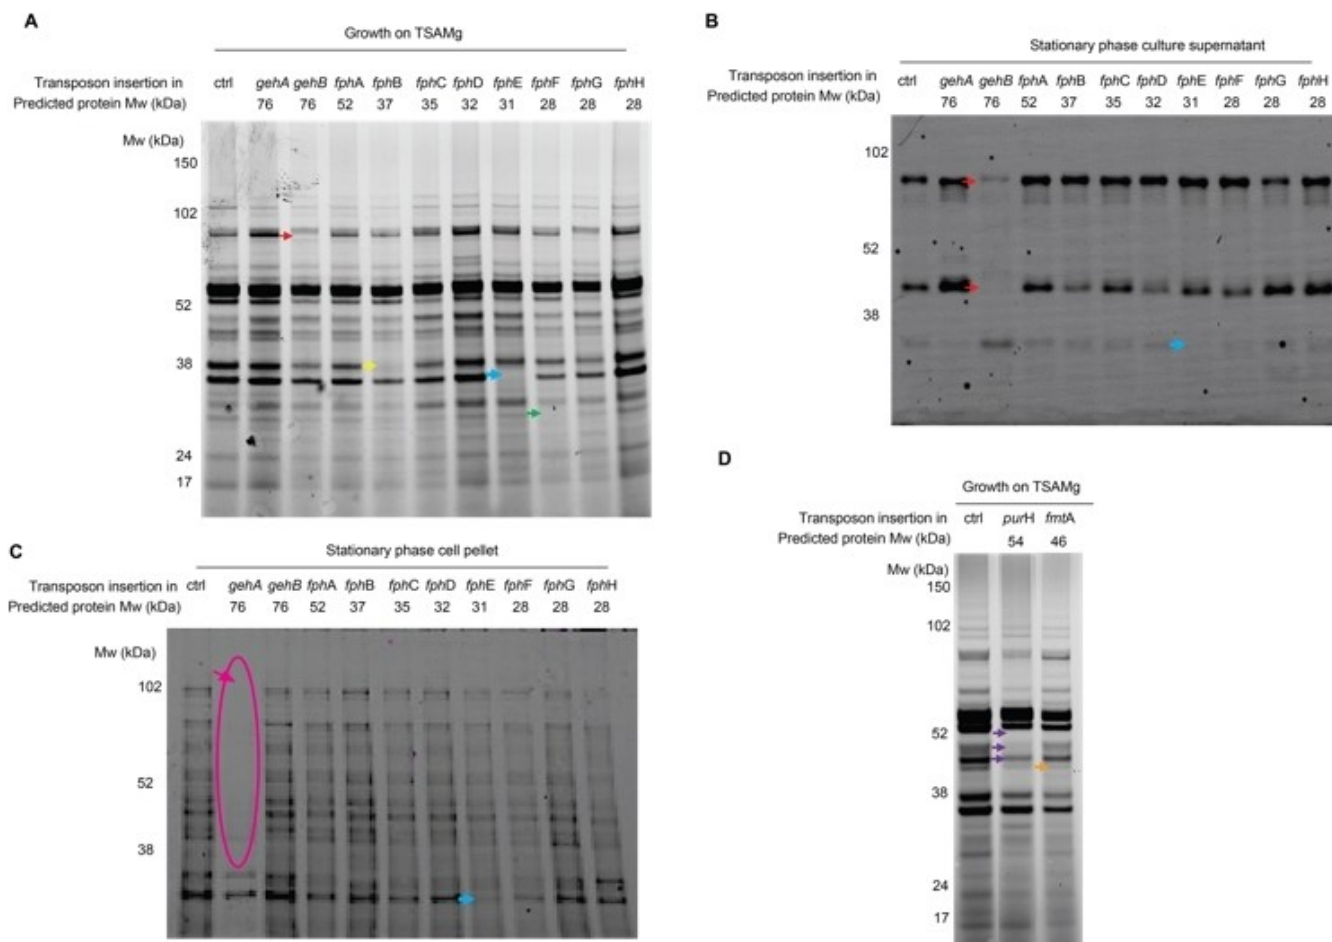 A
Growth on TSAMg
Transposon insertion in ctrl gehA gehB fphA fphB fphC fphD fphE fphF fphG fphH
Predicted protein Mw (kDa) 76 76 52 37 35 32 31 28 28 28
Mw (kDa)
150
102
52
38
24
17
B
Stationary phase culture supernatant
Transposon insertion in ctrl gehA gehB fphA fphB fphC fphD fphE fphF fphG fphH
Predicted protein Mw (kDa) 76 76 52 37 35 32 31 28 28 28
102
52
38
C
Stationary phase cell pellet
Transposon insertion in ctrl gehA gehB fphA fphB fphC fphD fphE fphF fphG fphH
Predicted protein Mw (kDa) 76 76 52 37 35 32 31 28 28 28
Mw (kDa)
102
52
38
D
Growth on TSAMg
Transposon insertion in ctrl purH fmtA
Predicted protein Mw (kDa) 54 46
Mw (kDa)
150
102
52
38
24
17